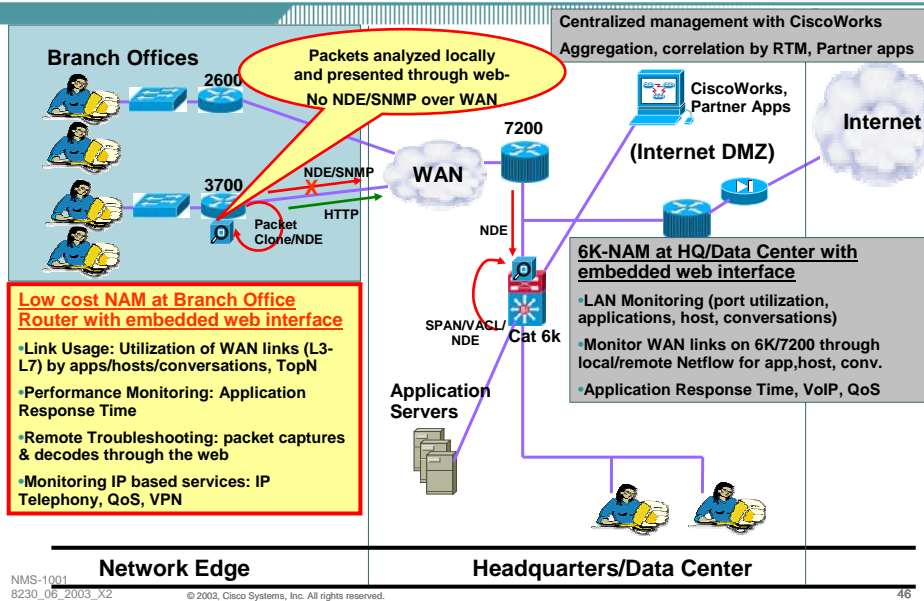 Centralized management with CiscoWorks
Aggregation, correlation by RTM, Partner apps
Branch Offices
2600
Packets analyzed locally
and presented through web-
No NDE/SNMP over WAN
CiscoWorks,
Partner Apps
Internet
7200
(Internet DMZ)
WAN
3700
NDE/SNMP
X
HTTP
Packet
Clone/NDE
NDE
6K-NAM at HQ/Data Center with
embedded web interface
•LAN Monitoring (port utilization,
applications, host, conversations)
•Monitor WAN links on 6K/7200 through
local/remote Netflow for app,host, conv.
•Application Response Time, VoIP, QoS
Low cost NAM at Branch Office
Router with embedded web interface
•Link Usage: Utilization of WAN links (L3-
L7) by apps/hosts/conversations, TopN
•Performance Monitoring: Application
Response Time
•Remote Troubleshooting: packet captures
& decodes through the web
•Monitoring IP based services: IP
Telephony, QoS, VPN
SPAN/VACL/
NDE
Cat 6k
Application
Servers
Network Edge
Headquarters/Data Center
NMS-1001
8230_06_2003_X2
© 2003, Cisco Systems, Inc. All rights reserved.
46